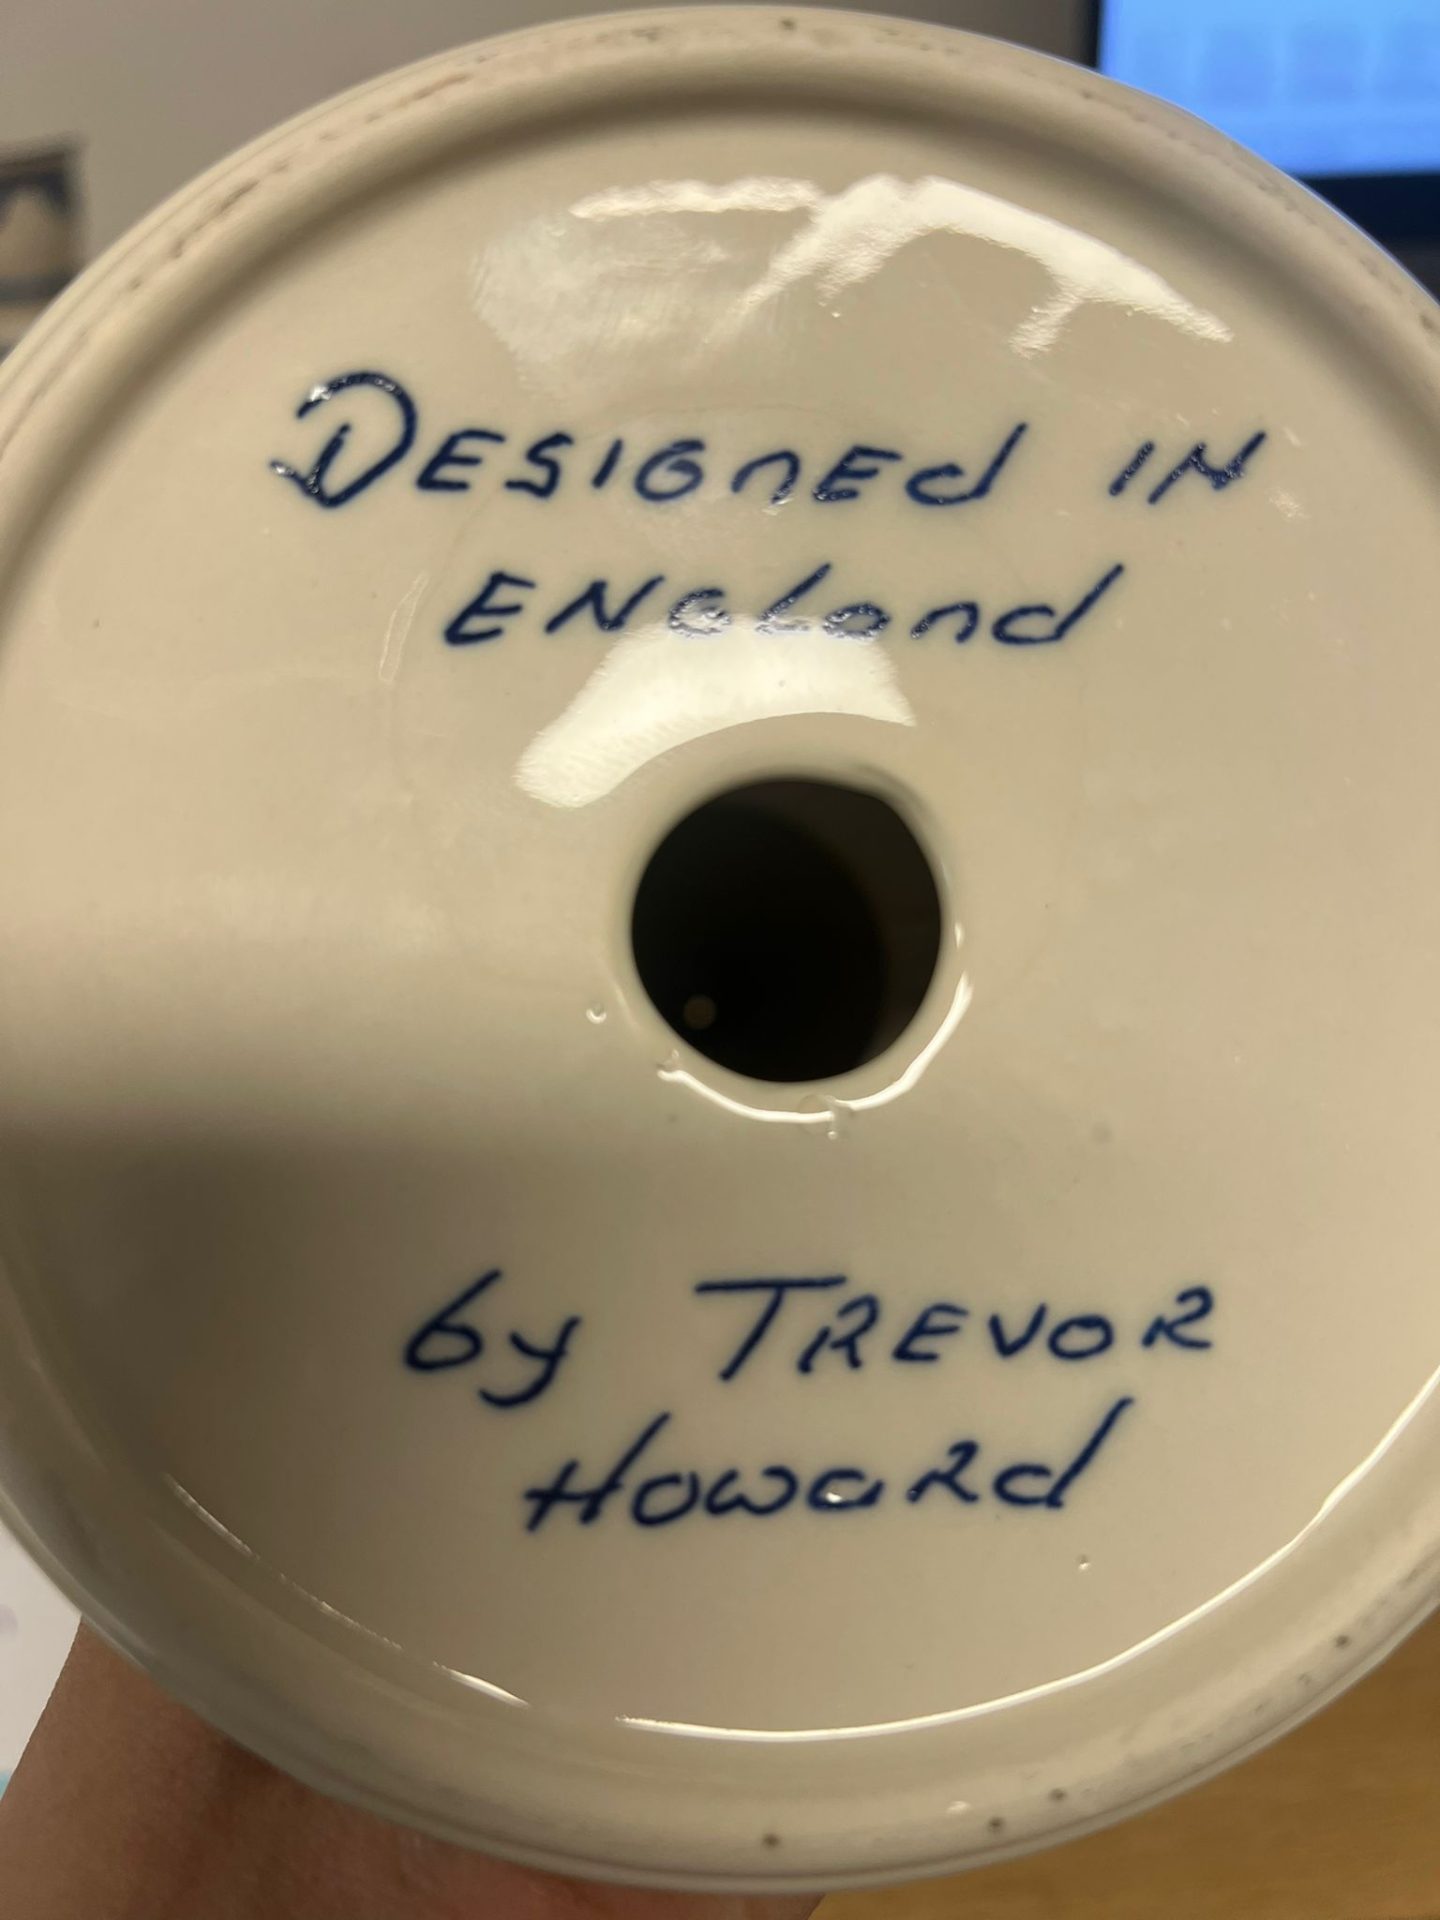 DESIGnEd IN
ENGLand
by TREVOR
HowaRd